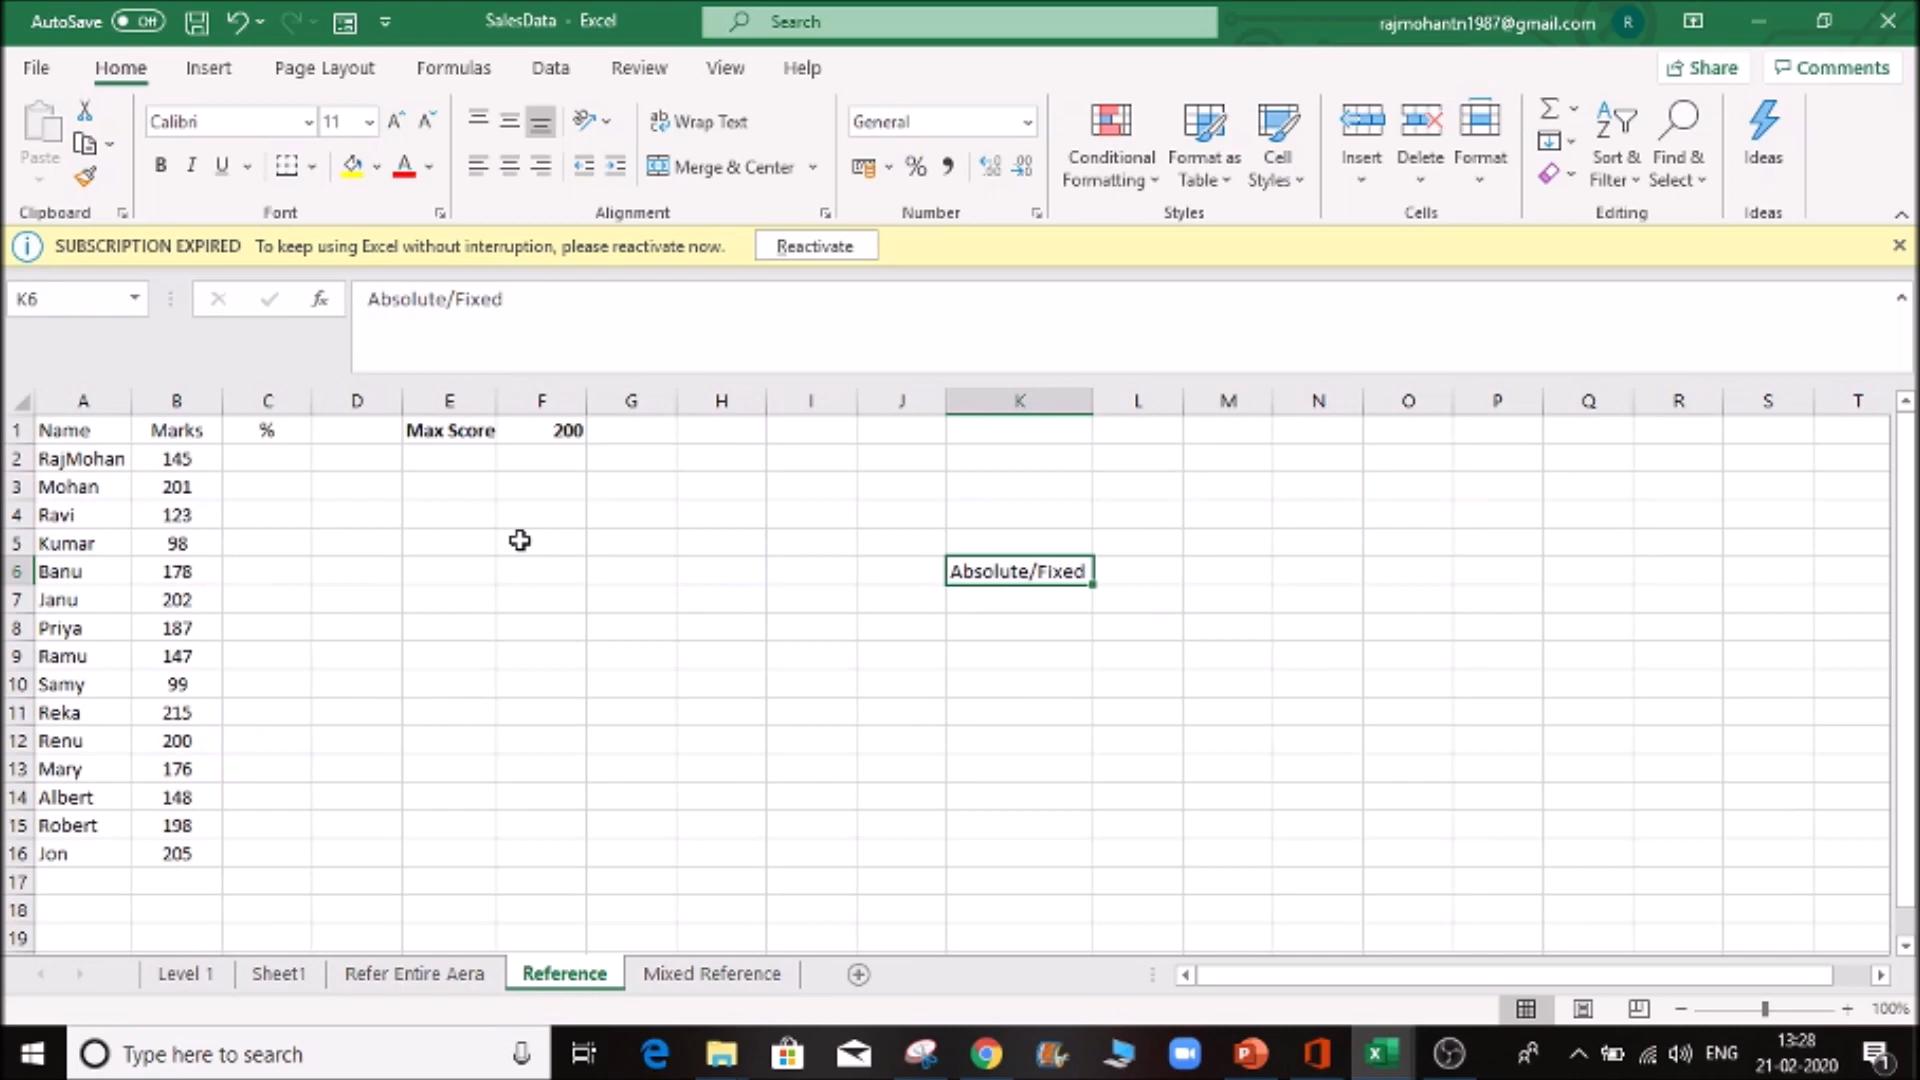 AutoSave Off SalesData - Excel Search rajmohantn1987@gmail.com R
File Home Insert Page Layout Formulas Data Review View Help Share Comments
Paste Calibri 11 A A ab Wrap Text General Conditional Formatting Format as Table Cell Styles Insert Delete Format Sort & Filter Find & Select Ideas
B I U A Merge & Center % ,
Clipboard Font Alignment Number Styles Cells Editing Ideas
SUBSCRIPTION EXPIRED To keep using Excel without interruption, please reactivate now. Reactivate
K6 fx Absolute/Fixed
A B C D E F G H I J K L M N O P Q R S T
1 Name Marks % Max Score 200
2 RajMohan 145
3 Mohan 201
4 Ravi 123
5 Kumar 98
6 Banu 178 Absolute/Fixed
7 Janu 202
8 Priya 187
9 Ramu 147
10 Samy 99
11 Reka 215
12 Renu 200
13 Mary 176
14 Albert 148
15 Robert 198
16 Jon 205
17
18
19
Level 1 Sheet1 Refer Entire Aera Reference Mixed Reference
100%
Type here to search ENG 13:28
21-02-2020 1